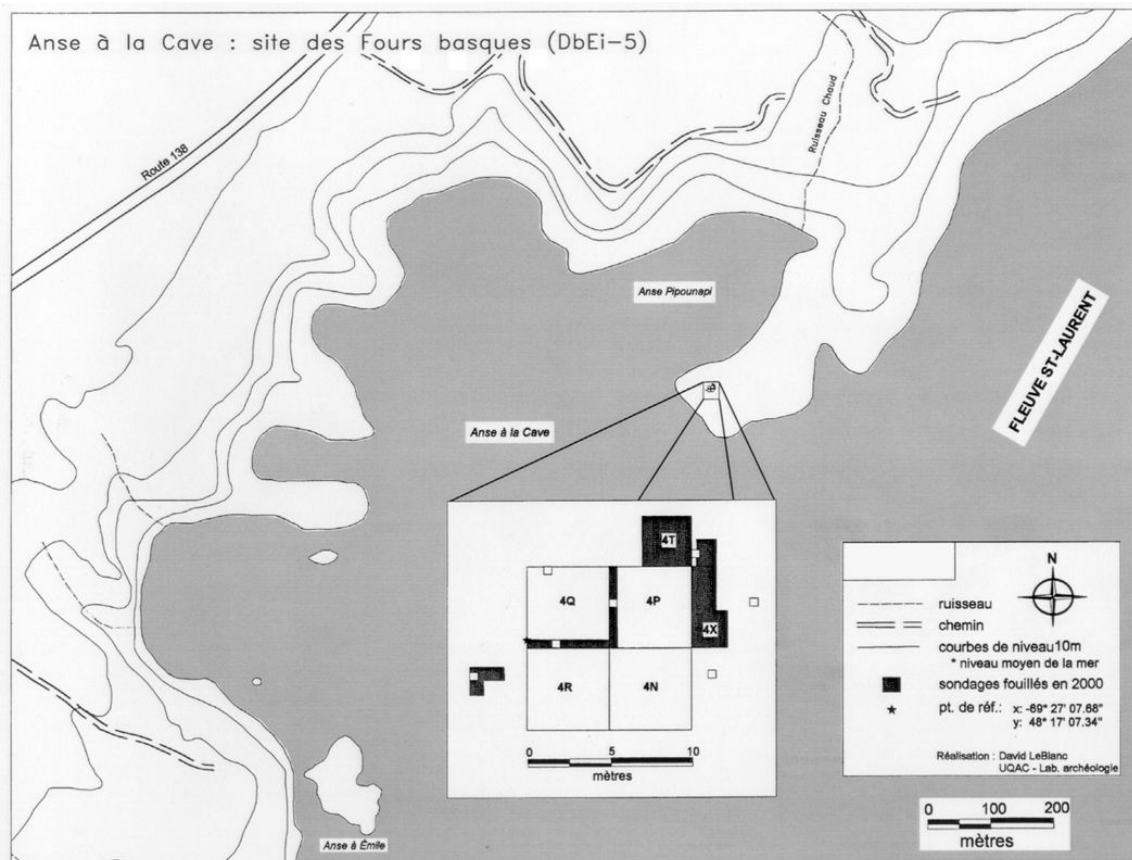 Anse à la Cave : site des Fours basques (DbEi-5)
Route 138
Ruisseau Chaud
Anse Pipounapi
FLEUVE ST-LAURENT
Anse à la Cave
4T
4Q
4P
4X
4R
4N
0 5 10
mètres
N
ruisseau
chemin
courbes de niveau 10m
* niveau moyen de la mer
sondages fouillés en 2000
pt. de réf.: x: -69° 27' 07.68"
y: 48° 17' 07.34"
Réalisation : David LeBlanc
UQAC - Lab. archéologie
0 100 200
mètres
Anse à Émile